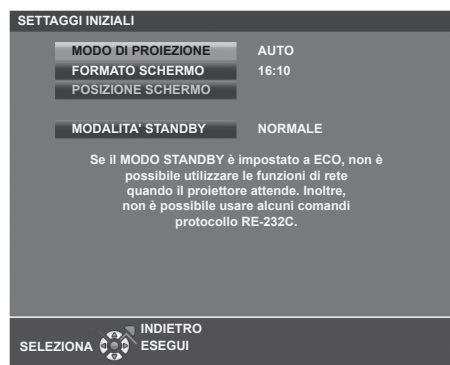 SETTAGGI INIZIALI
MODO DI PROIEZIONE AUTO
FORMATO SCHERMO 16:10
POSIZIONE SCHERMO
MODALITA' STANDBY NORMALE
Se il MODO STANDBY è impostato a ECO, non è
possibile utilizzare le funzioni di rete
quando il proiettore attende. Inoltre,
non è possibile usare alcuni comandi
protocollo RE-232C.
INDIETRO
SELEZIONA ESEGUI